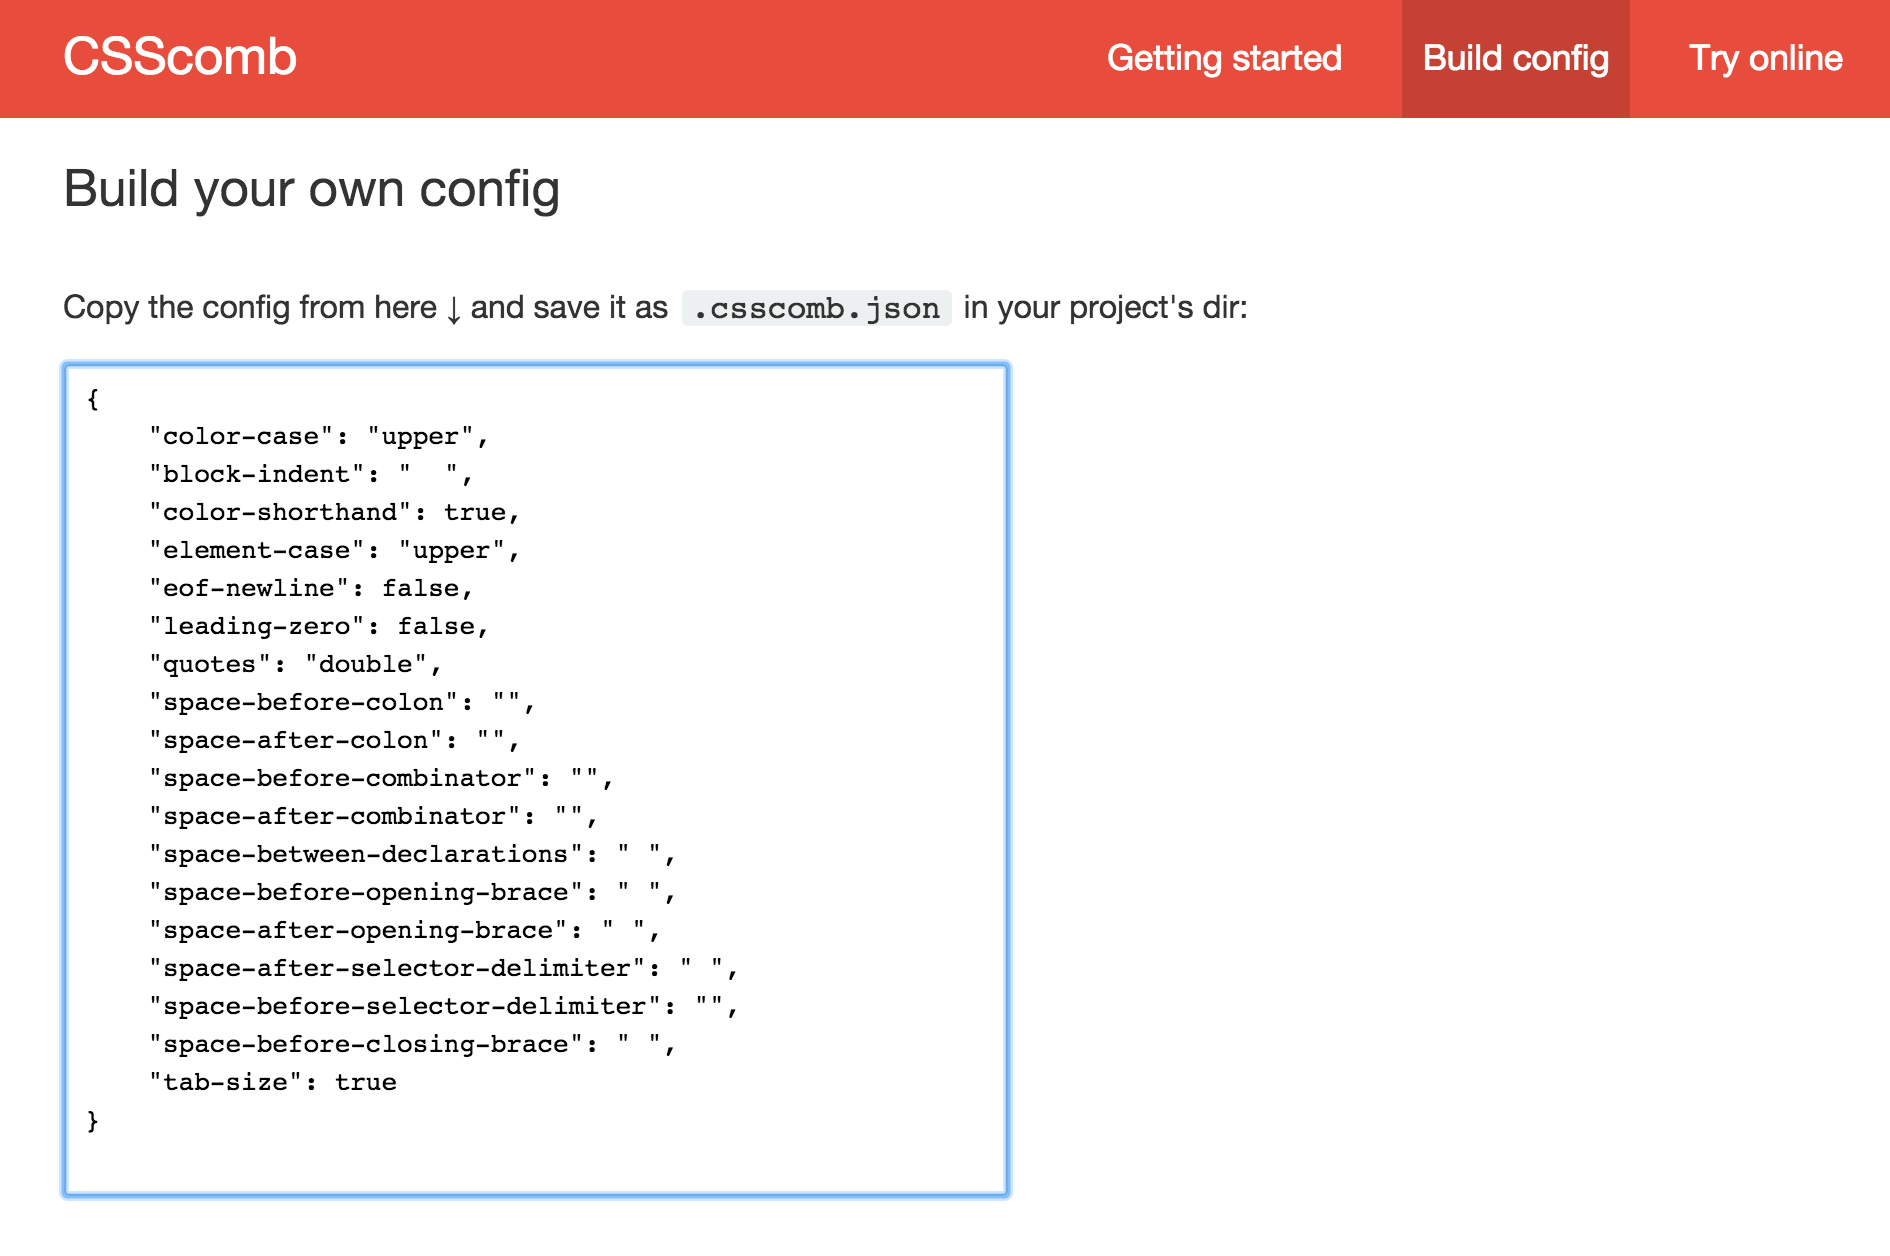 CSScomb
Getting started
Build config
Try online
Build your own config
Copy the config from here ↓ and save it as .csscomb.json in your project's dir:
{
    "color-case": "upper",
    "block-indent": "  ",
    "color-shorthand": true,
    "element-case": "upper",
    "eof-newline": false,
    "leading-zero": false,
    "quotes": "double",
    "space-before-colon": "",
    "space-after-colon": "",
    "space-before-combinator": "",
    "space-after-combinator": "",
    "space-between-declarations": " ",
    "space-before-opening-brace": " ",
    "space-after-opening-brace": " ",
    "space-after-selector-delimiter": " ",
    "space-before-selector-delimiter": "",
    "space-before-closing-brace": " ",
    "tab-size": true
}